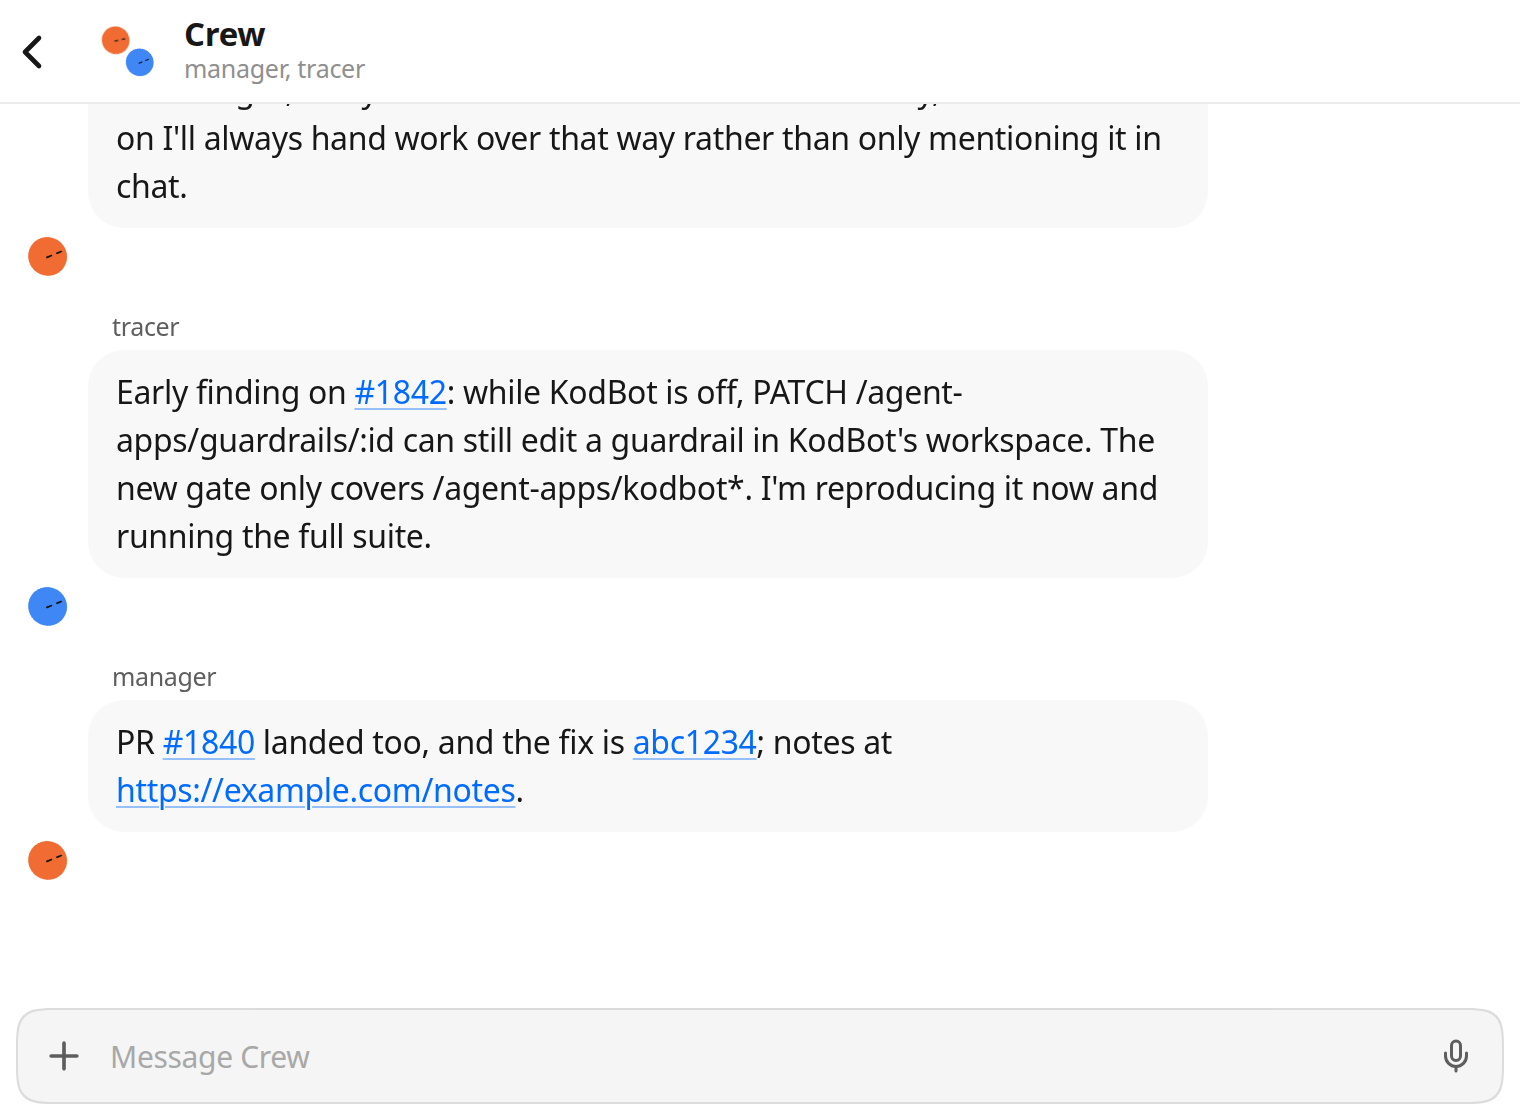 Crew
manager, tracer
on I'll always hand work over that way rather than only mentioning it in
chat.
tracer
Early finding on #1842: while KodBot is off, PATCH /agent-
apps/guardrails/:id can still edit a guardrail in KodBot's workspace. The
new gate only covers /agent-apps/kodbot*. I'm reproducing it now and
running the full suite.
manager
PR #1840 landed too, and the fix is abc1234; notes at
https://example.com/notes.
Message Crew